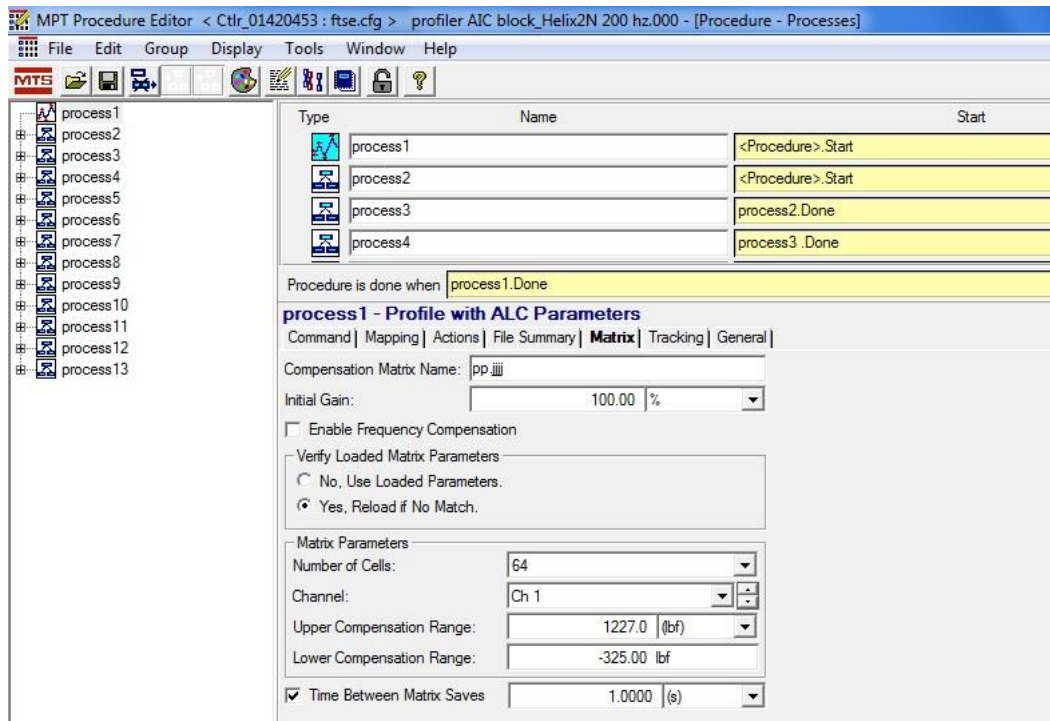 MPT Procedure Editor < Ctlr_01420453 : ftse.cfg > profiler AIC block_Helix2N 200 hz.000 - [Procedure - Processes]
File Edit Group Display Tools Window Help
MTS
process1
process2
process3
process4
process5
process6
process7
process8
process9
process10
process11
process12
process13
Type Name Start
process1 <Procedure>.Start
process2 <Procedure>.Start
process3 process2.Done
process4 process3 .Done
Procedure is done when process1.Done
process1 - Profile with ALC Parameters
Command Mapping Actions File Summary Matrix Tracking General
Compensation Matrix Name: pp.jjjj
Initial Gain: 100.00 %
Enable Frequency Compensation
Verify Loaded Matrix Parameters
No, Use Loaded Parameters.
Yes, Reload if No Match.
Matrix Parameters
Number of Cells: 64
Channel: Ch 1
Upper Compensation Range: 1227.0 (lbf)
Lower Compensation Range: -325.00 lbf
Time Between Matrix Saves 1.0000 (s)